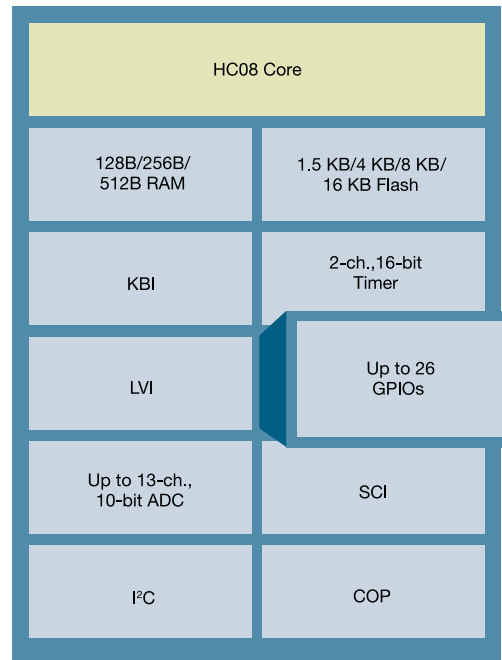 HC08 Core
128B/256B/
512B RAM
1.5 KB/4 KB/8 KB/
16 KB Flash
KBI
2-ch.,16-bit
Timer
LVI
Up to 26
GPIOs
Up to 13-ch.,
10-bit ADC
SCI
I²C
COP